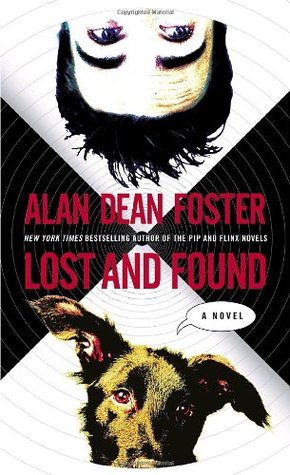 ALAN DEAN FOSTER
NEW YORK TIMES BESTSELLING AUTHOR OF THE PIP AND FLINX NOVELS
LOST AND FOUND
A NOVEL